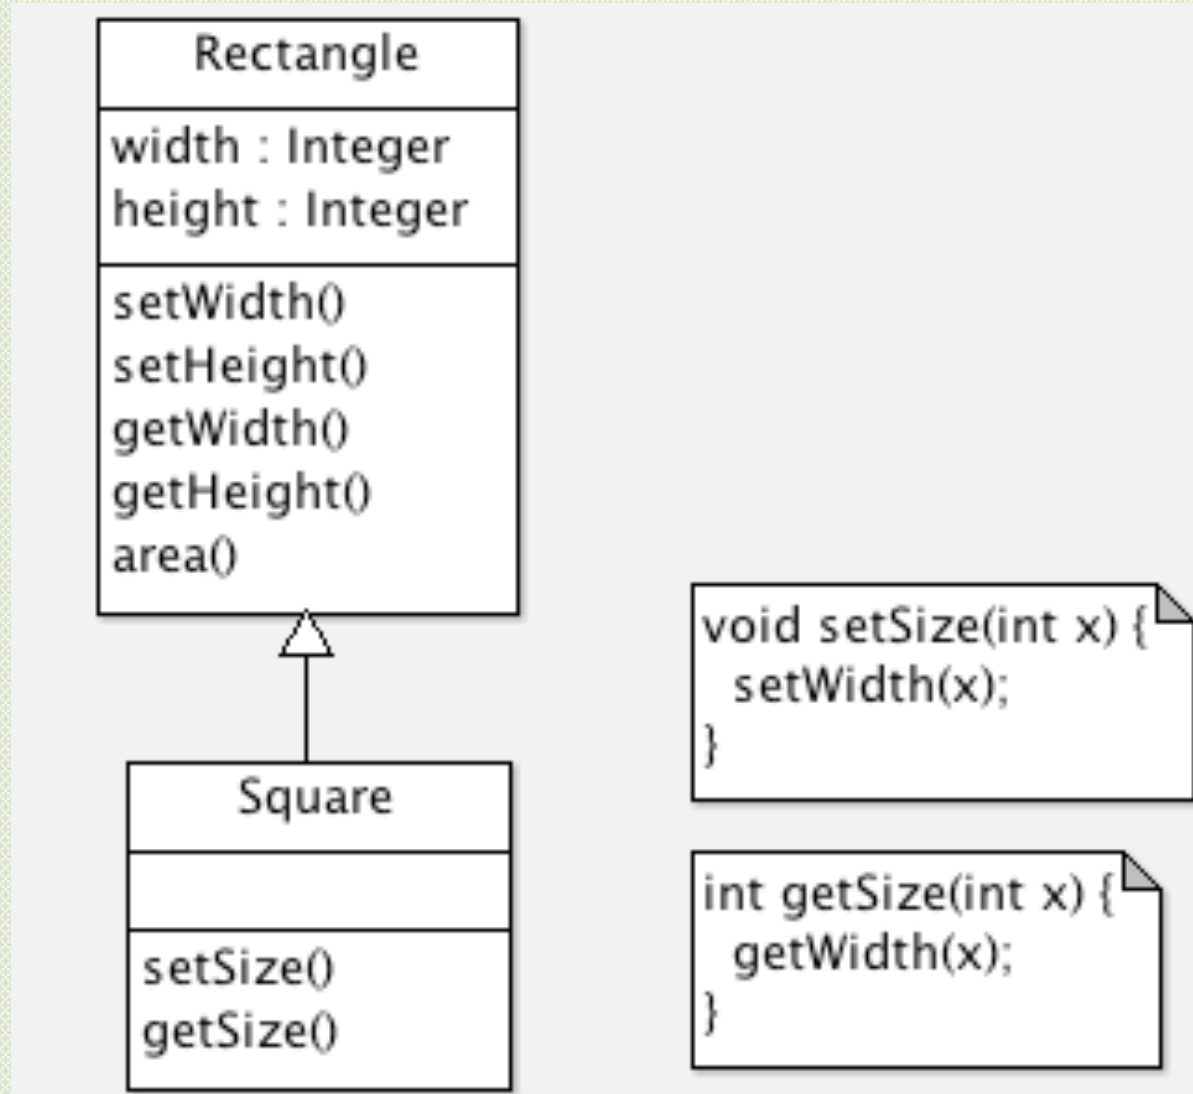 Rectangle
width : Integer
height : Integer
setWidth()
setHeight()
getWidth()
getHeight()
area()
Square
setSize()
getSize()
void setSize(int x) {
setWidth(x);
}
int getSize(int x) {
getWidth(x);
}